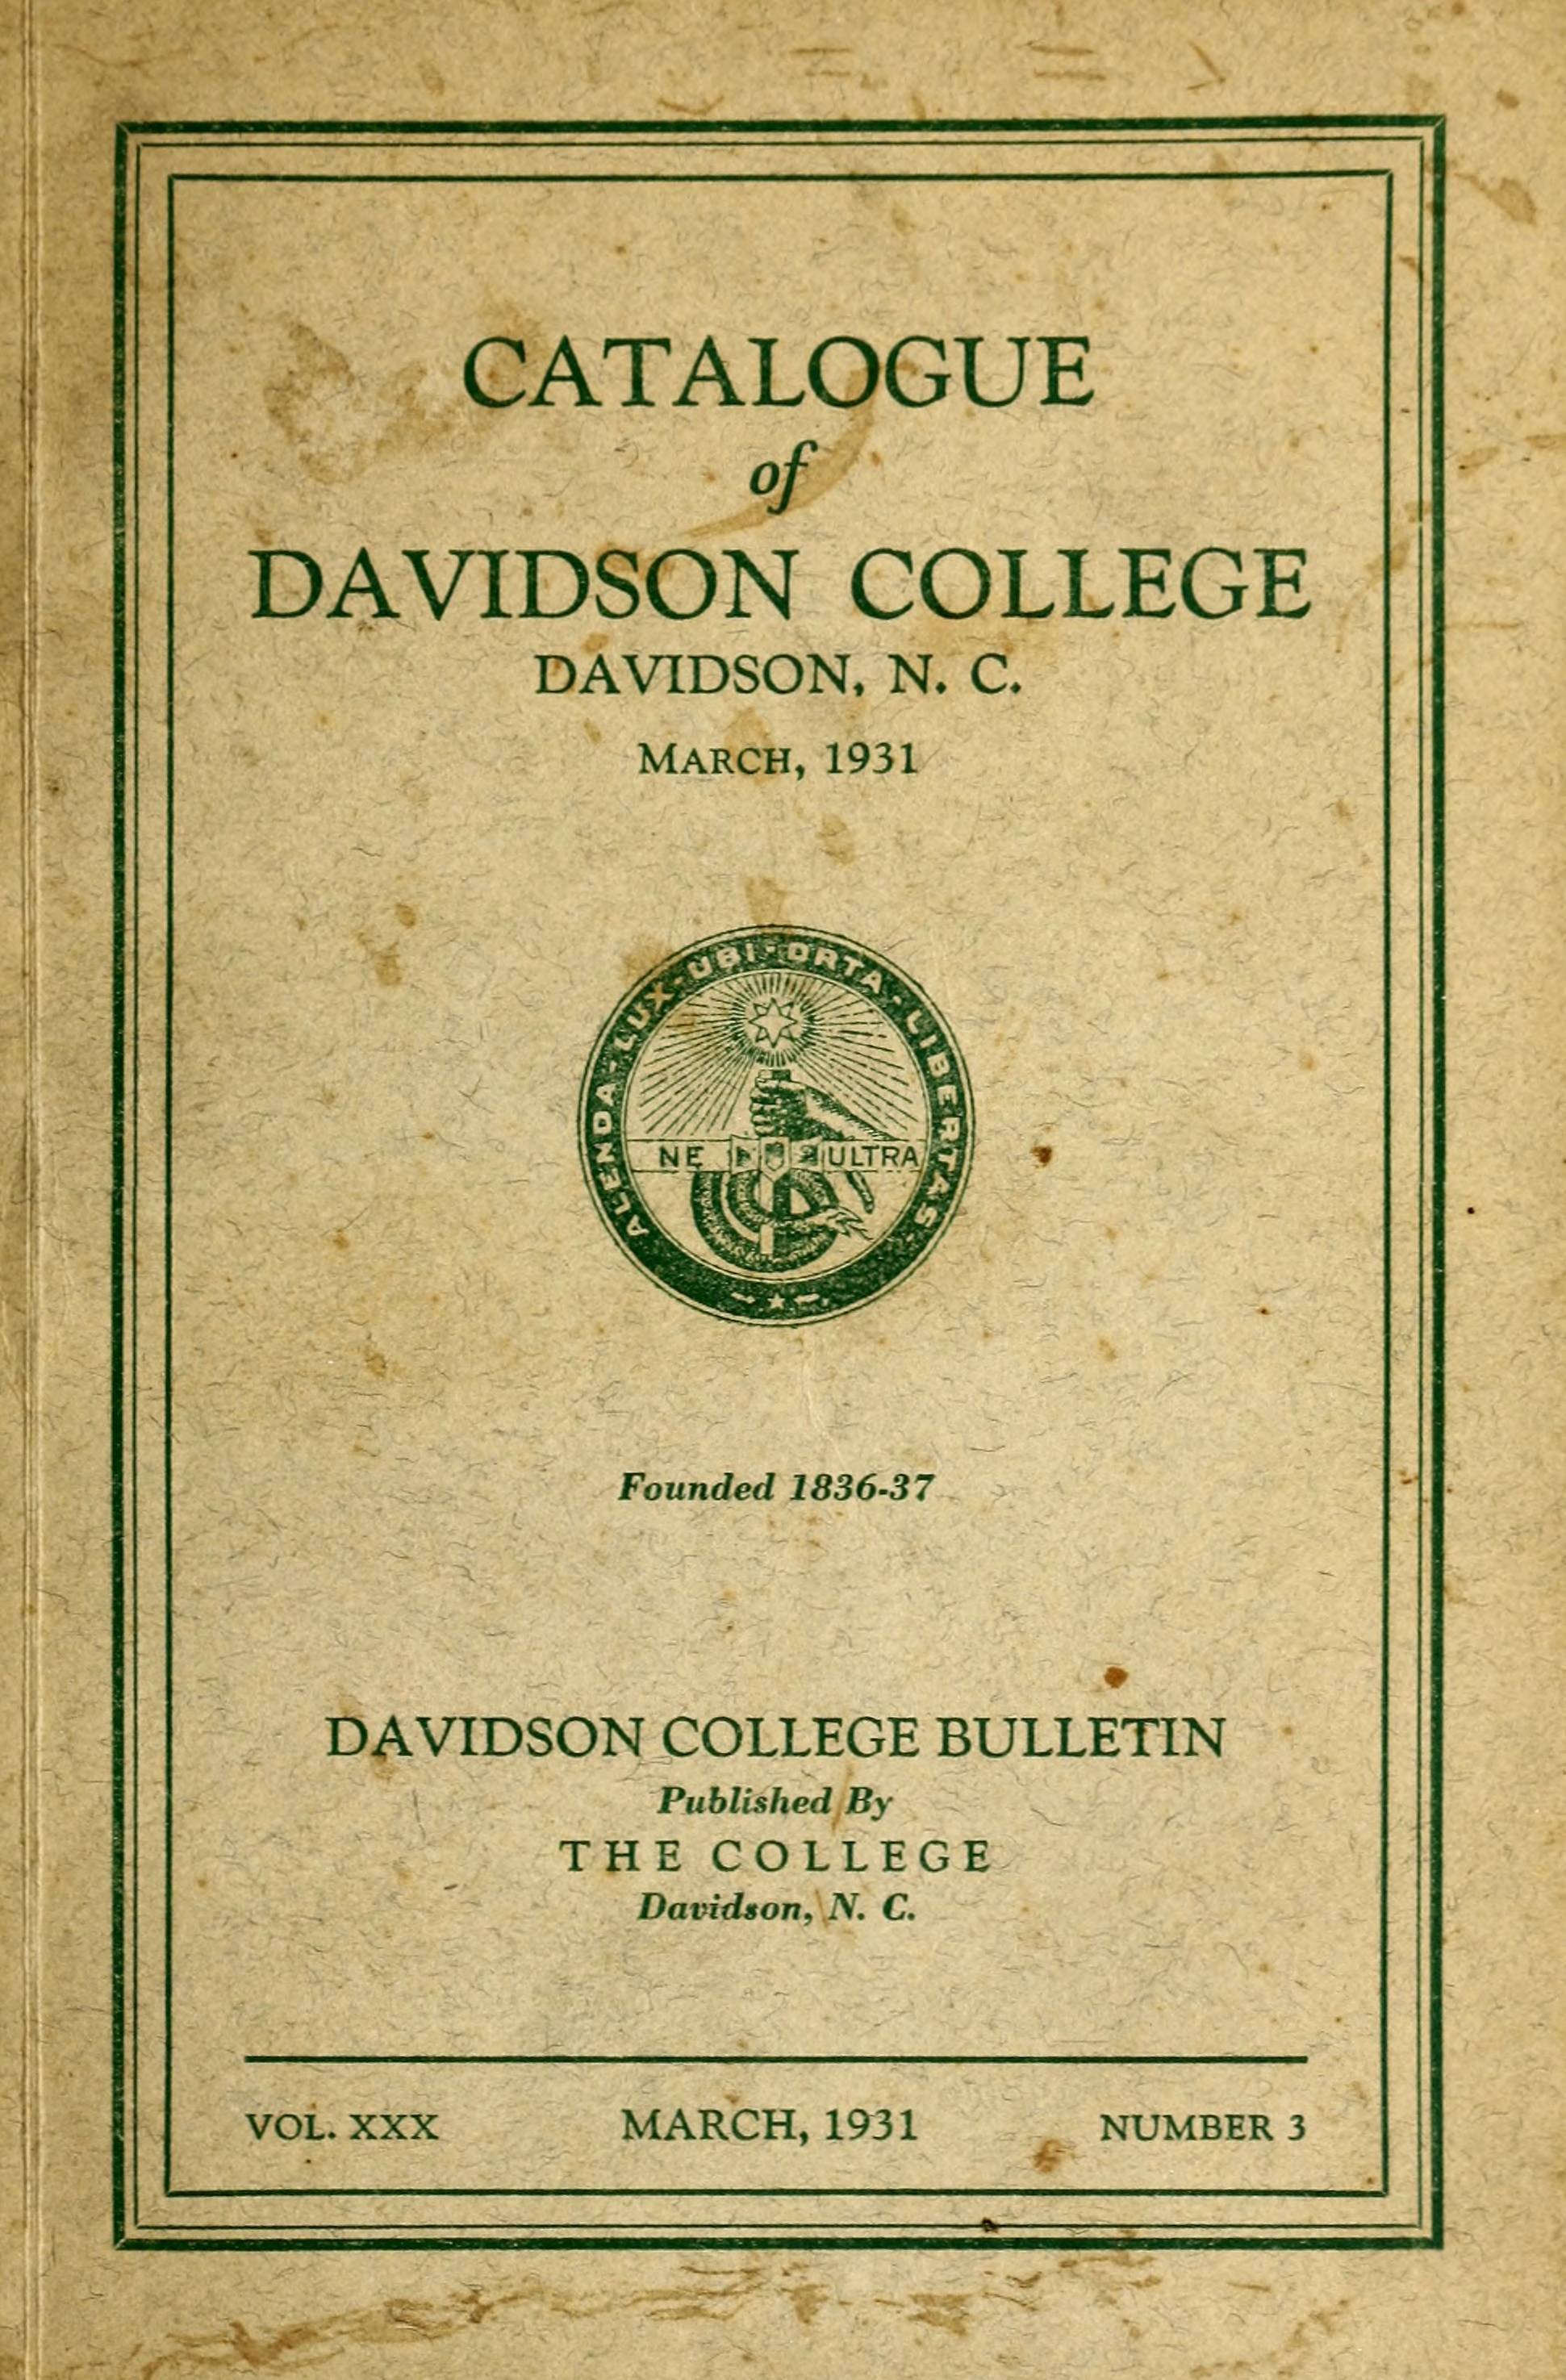 CATALOGUE
of
DAVIDSON COLLEGE
DAVIDSON, N. C.
MARCH, 1931
ALENDA · LUX · UBI · ORTA · LIBERTAS
NE ULTRA
Founded 1836-37
DAVIDSON COLLEGE BULLETIN
Published By
THE COLLEGE
Davidson, N. C.
VOL. XXX MARCH, 1931 NUMBER 3